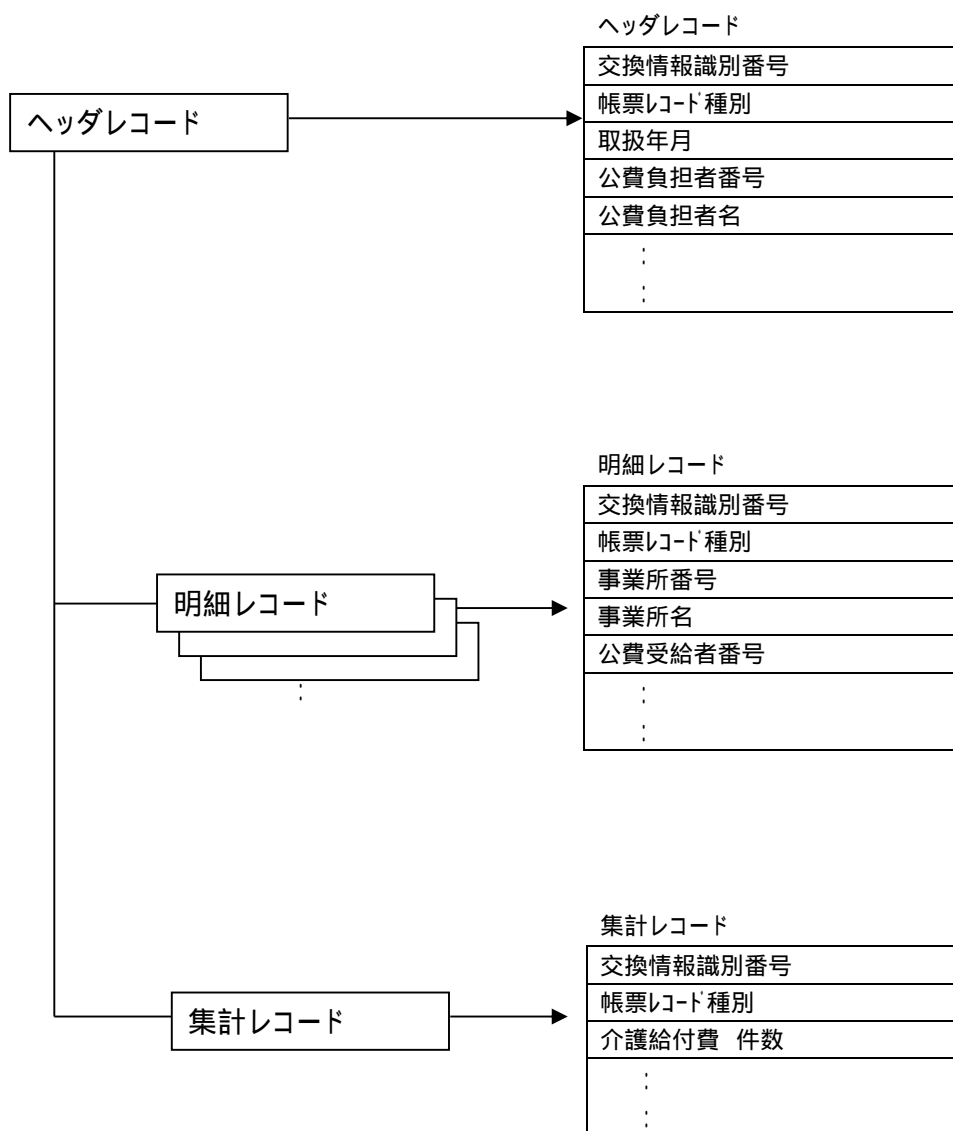 ヘッダレコード
交換情報識別番号
ヘッダレコード
帳票ﾚｺｰﾄﾞ種別
取扱年月
公費負担者番号
公費負担者名
:
:
明細レコード
交換情報識別番号
帳票ﾚｺｰﾄﾞ種別
明細レコード
事業所番号
事業所名
公費受給者番号
:
:
:
集計レコード
交換情報識別番号
帳票ﾚｺｰﾄﾞ種別
集計レコード
介護給付費　件数
:
: